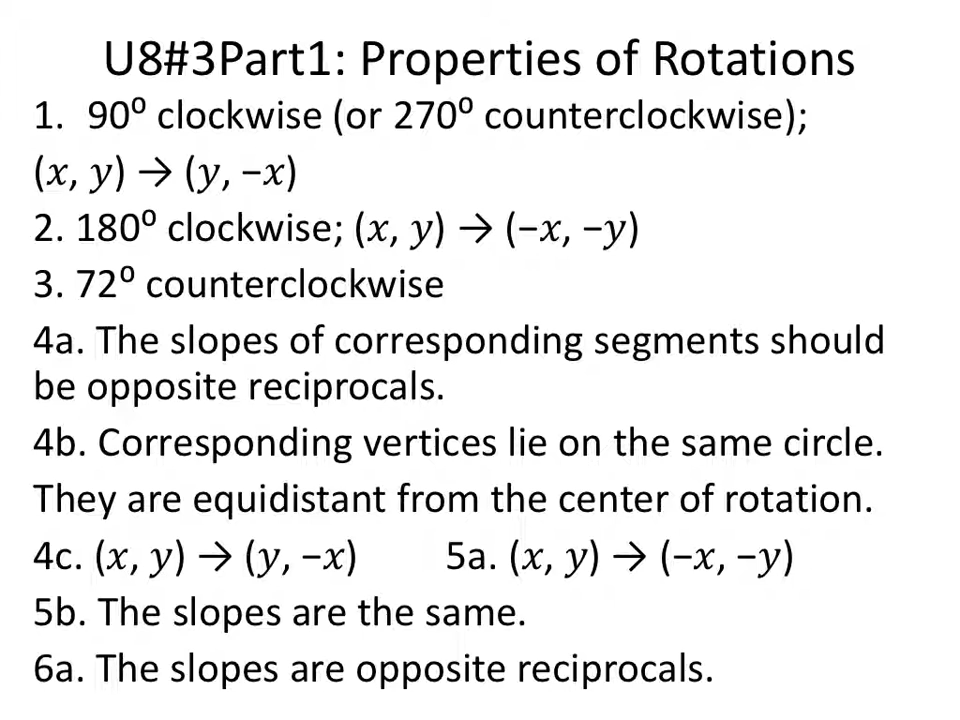 U8#3Part1: Properties of Rotations
1. 90⁰ clockwise (or 270⁰ counterclockwise);
(x, y) → (y, −x)
2. 180⁰ clockwise; (x, y) → (−x, −y)
3. 72⁰ counterclockwise
4a. The slopes of corresponding segments should
be opposite reciprocals.
4b. Corresponding vertices lie on the same circle.
They are equidistant from the center of rotation.
4c. (x, y) → (y, −x) 5a. (x, y) → (−x, −y)
5b. The slopes are the same.
6a. The slopes are opposite reciprocals.